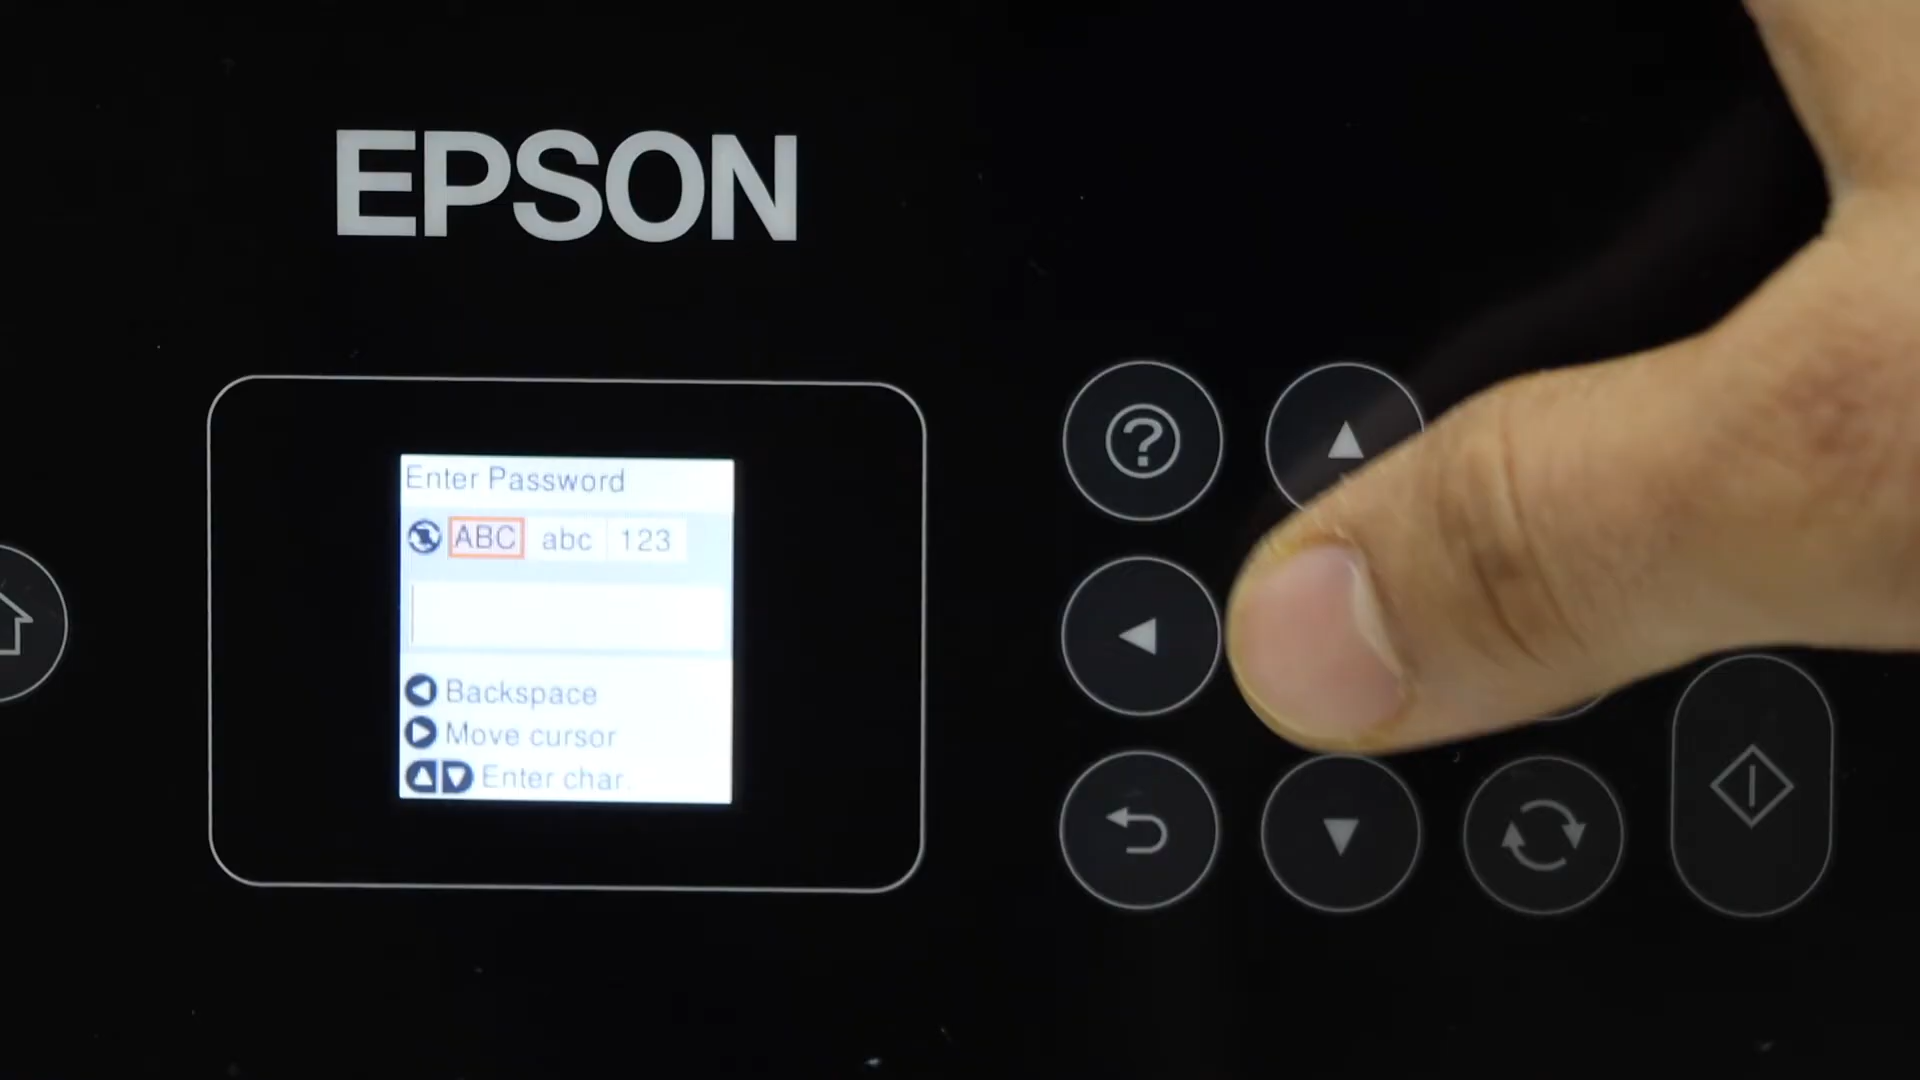 EPSON
Enter Password
ABC abc 123
Backspace
Move cursor
Enter char.